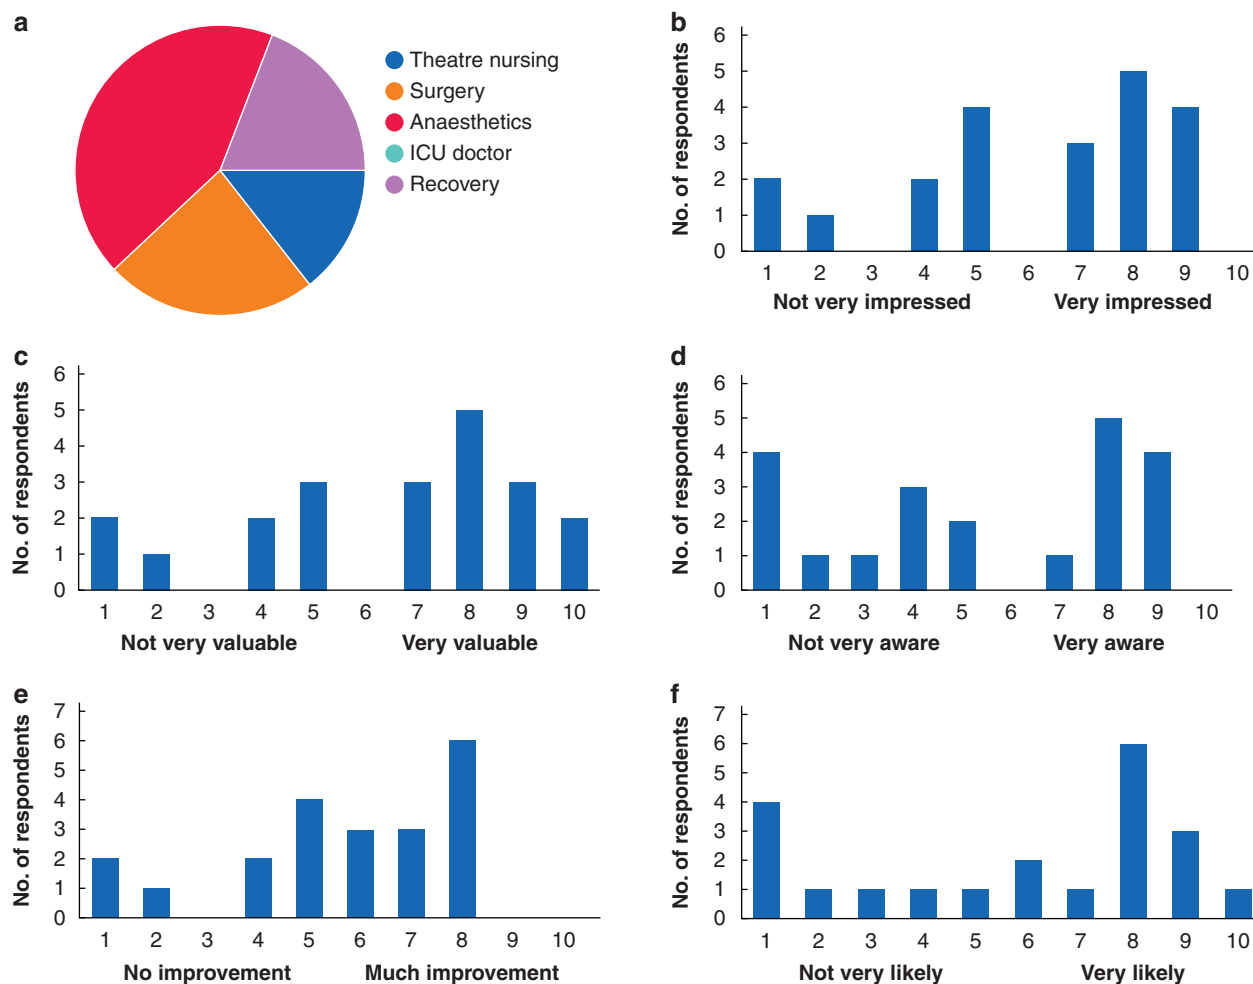 a
Theatre nursing
Surgery
Anaesthetics
ICU doctor
Recovery
b
No. of respondents
6
5
4
3
2
1
0
1 2 3 4 5 6 7 8 9 10
Not very impressed Very impressed
c
No. of respondents
6
5
4
3
2
1
0
1 2 3 4 5 6 7 8 9 10
Not very valuable Very valuable
d
No. of respondents
6
5
4
3
2
1
0
1 2 3 4 5 6 7 8 9 10
Not very aware Very aware
e
No. of respondents
7
6
5
4
3
2
1
0
1 2 3 4 5 6 7 8 9 10
No improvement Much improvement
f
No. of respondents
7
6
5
4
3
2
1
0
1 2 3 4 5 6 7 8 9 10
Not very likely Very likely